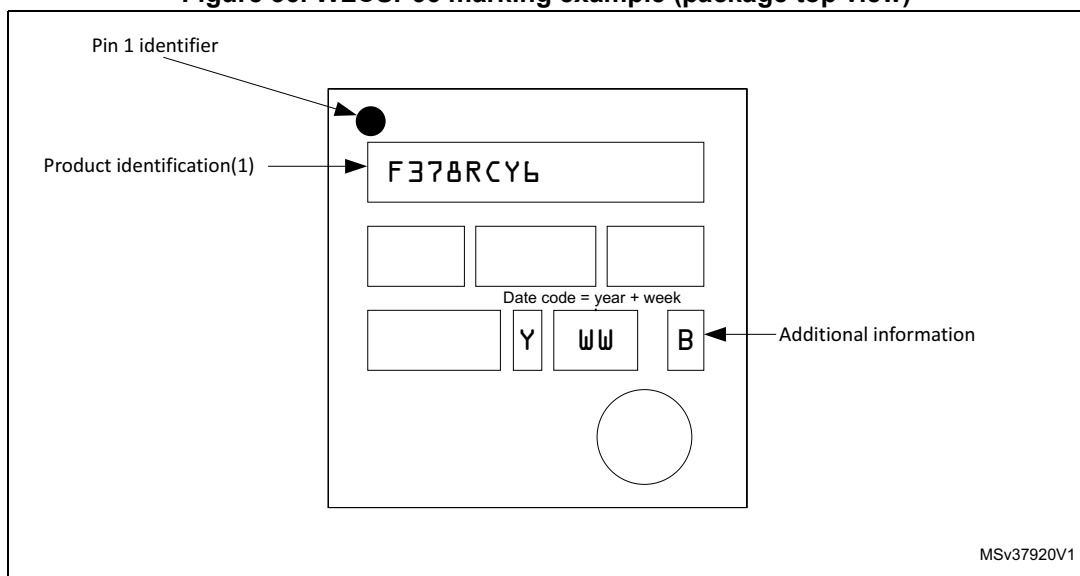 Pin 1 identifier
Product identification(1)
F378RCY6
Date code = year + week
Y WW B
Additional information
MSv37920V1